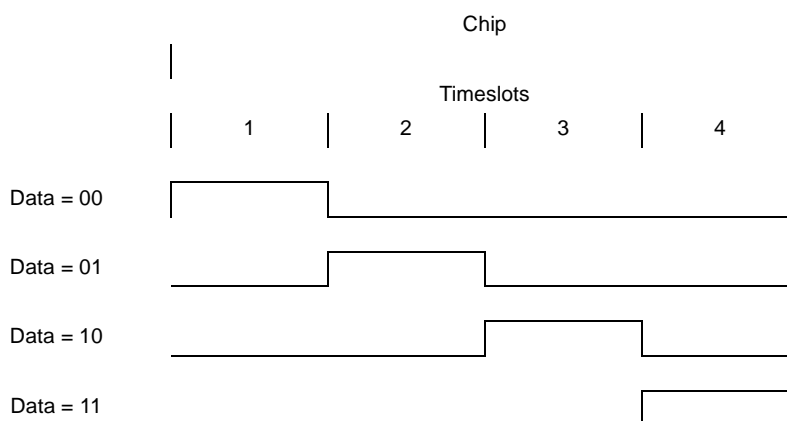 Chip
Timeslots
1 2 3 4
Data = 00
Data = 01
Data = 10
Data = 11